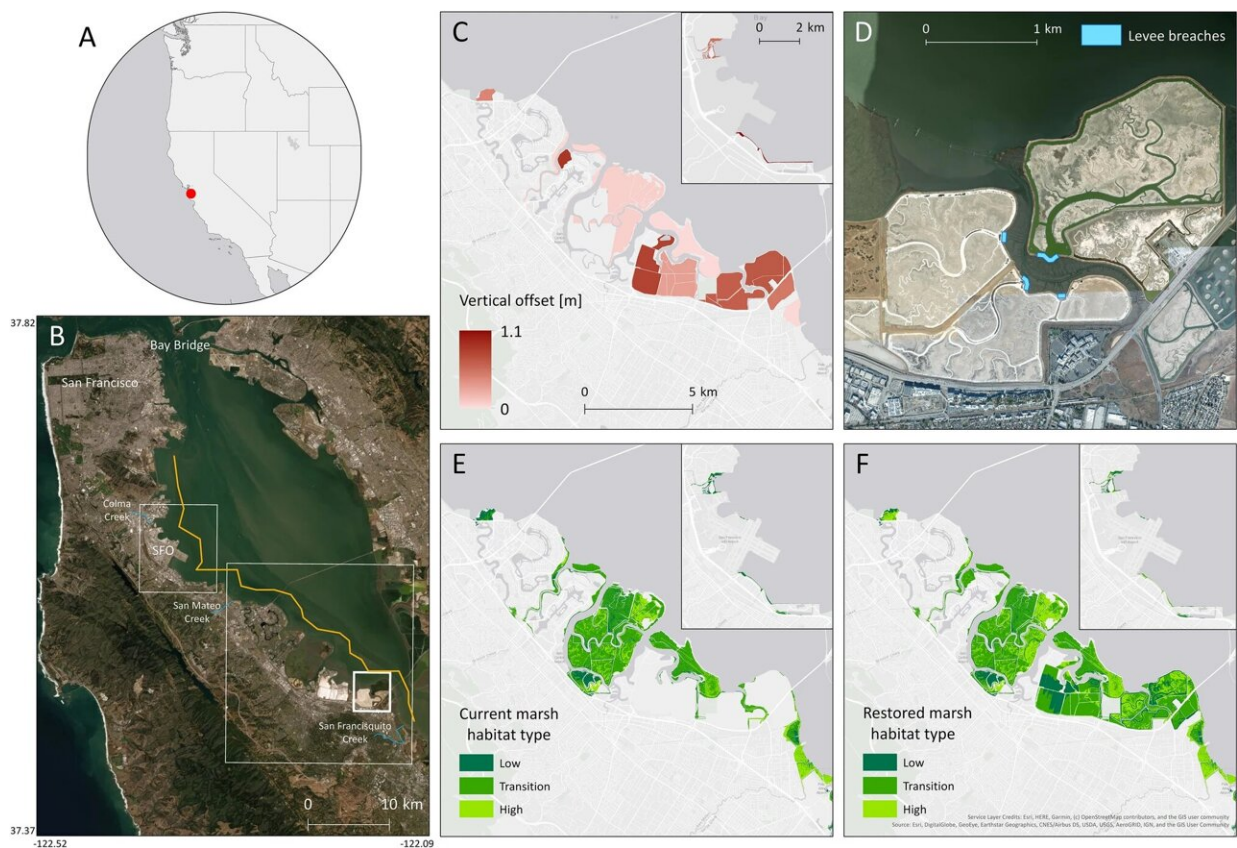 A
B
37.82
Bay Bridge
San Francisco
Colma
Creek
SFO
San Mateo
Creek
San Francisquito
Creek
0 10 km
37.37
-122.52 -122.09
C
0 2 km
Vertical offset [m]
1.1
0
0 5 km
D
0 1 km
Levee breaches
E
Current marsh
habitat type
Low
Transition
High
F
Restored marsh
habitat type
Low
Transition
High
Service Layer Credits: Esri, HERE, Garmin, (c) OpenStreetMap contributors, and the GIS user community
Source: Esri, DigitalGlobe, GeoEye, Earthstar Geographics, CNES/Airbus DS, USDA, USGS, AeroGRID, IGN, and the GIS User Community